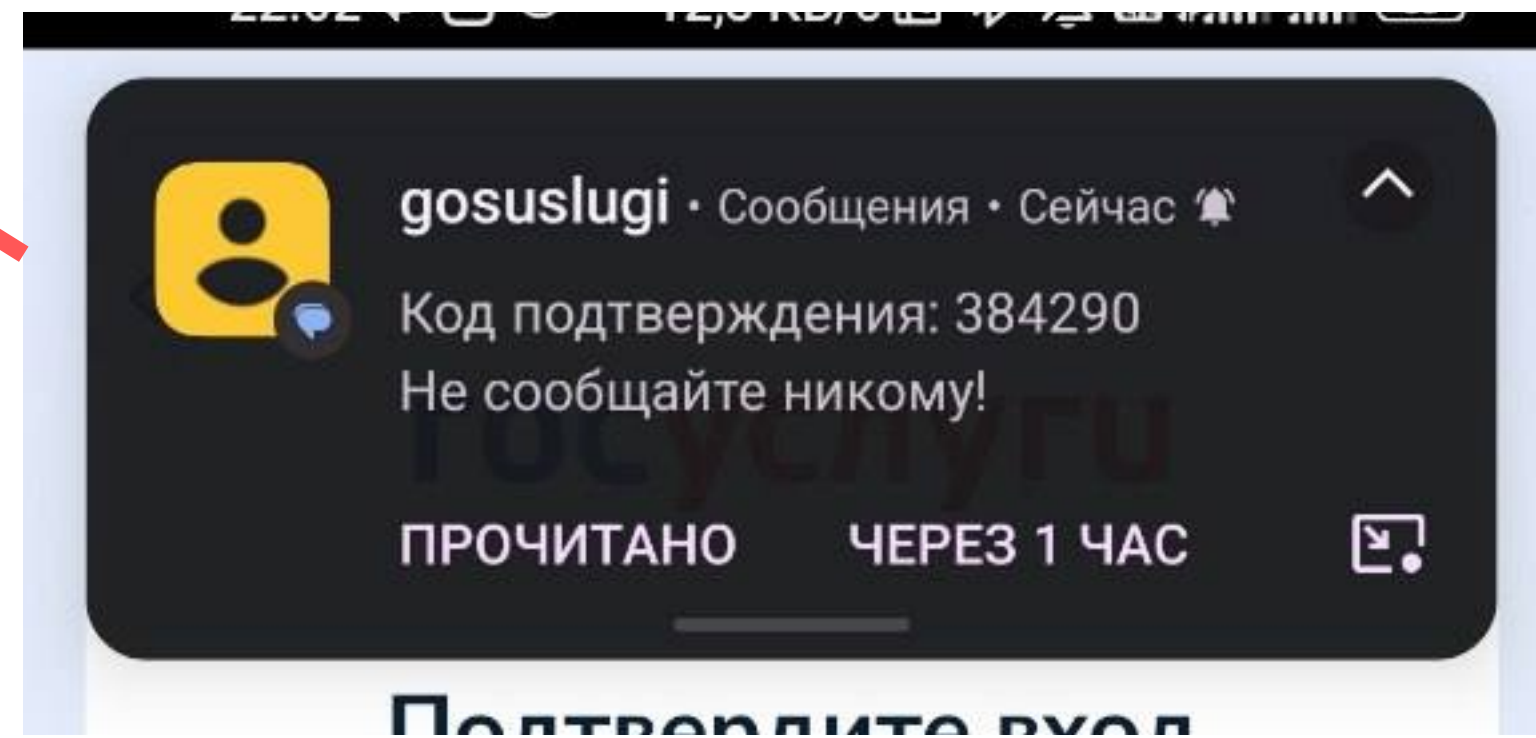 gosuslugi • Сообщения • Сейчас
Код подтверждения: 384290
Не сообщайте никому!
госуслуги
ПРОЧИТАНО ЧЕРЕЗ 1 ЧАС
Подтвердите вход